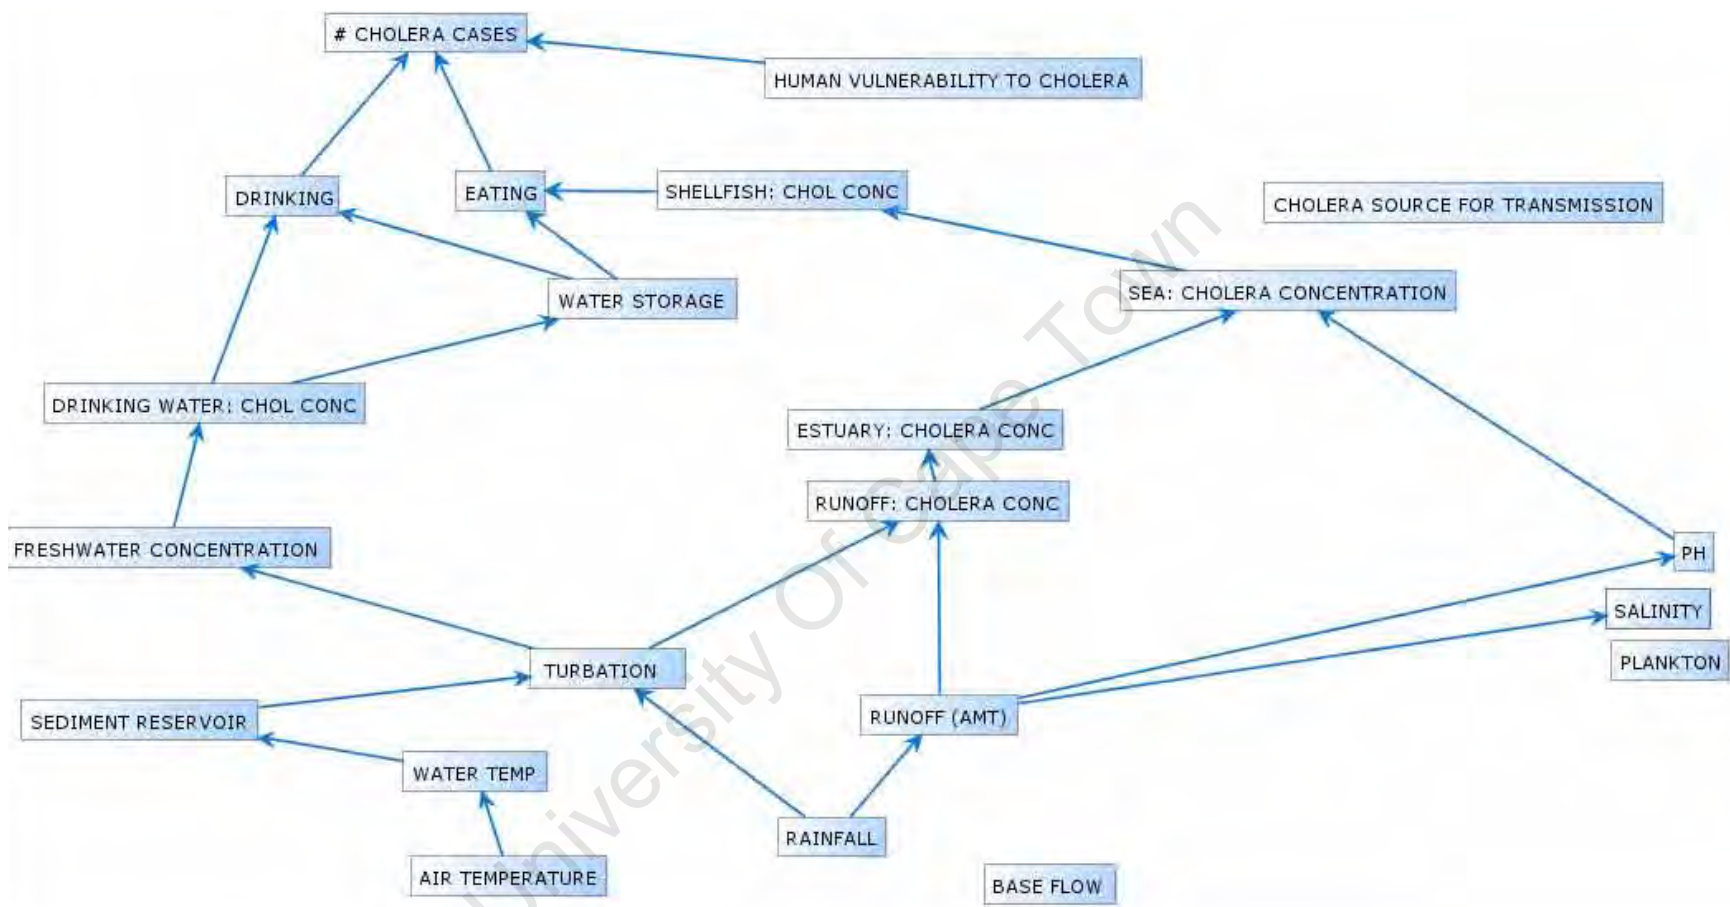 # CHOLERA CASES
HUMAN VULNERABILITY TO CHOLERA
DRINKING
EATING
SHELLFISH: CHOL CONC
CHOLERA SOURCE FOR TRANSMISSION
WATER STORAGE
SEA: CHOLERA CONCENTRATION
DRINKING WATER: CHOL CONC
ESTUARY: CHOLERA CONC
RUNOFF: CHOLERA CONC
FRESHWATER CONCENTRATION
PH
SALINITY
PLANKTON
TURBATION
SEDIMENT RESERVOIR
RUNOFF (AMT)
WATER TEMP
RAINFALL
AIR TEMPERATURE
BASE FLOW
University Of Cape Town